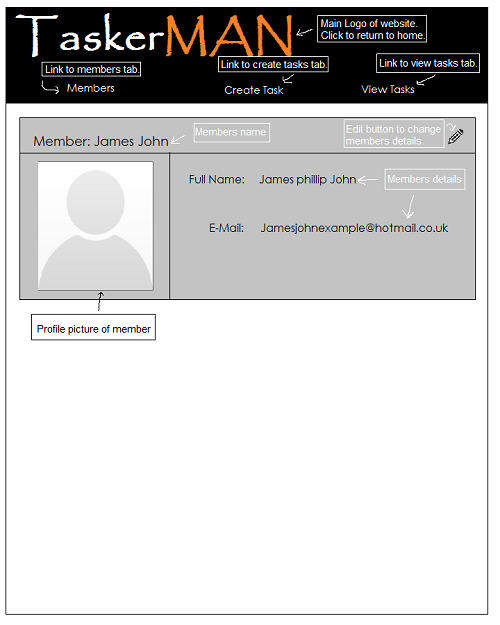 TaskerMAN
Main Logo of website.
Click to return to home.
Link to members tab.
Link to create tasks tab.
Link to view tasks tab.
Members
Create Task
View Tasks
Member: James John
Members name
Edit button to change
members details
Full Name:
James phillip John
Members details
E-Mail:
Jamesjohnexample@hotmail.co.uk
Profile picture of member